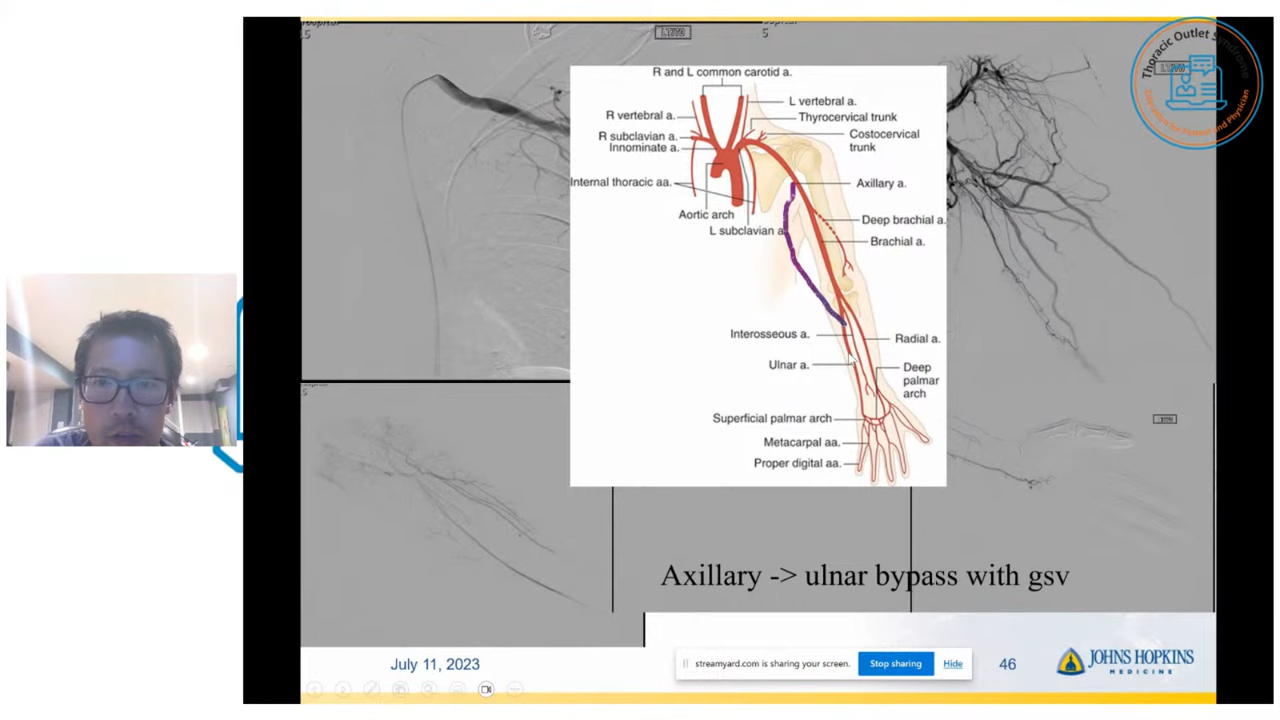 15
5
R and L common carotid a.
L vertebral a.
R vertebral a.
Thyrocervical trunk
R subclavian a.
Costocervical
trunk
Innominate a.
Internal thoracic aa.
Axillary a.
Aortic arch
Deep brachial a.
L subclavian a
Brachial a.
Interosseous a.
Radial a.
Ulnar a.
Deep
palmar
arch
Superficial palmar arch
Metacarpal aa.
Proper digital aa.
Axillary -> ulnar bypass with gsv
July 11, 2023
streamyard.com is sharing your screen.
Stop sharing
Hide
46
JOHNS HOPKINS
MEDICINE
Thoracic Outlet Syndrome